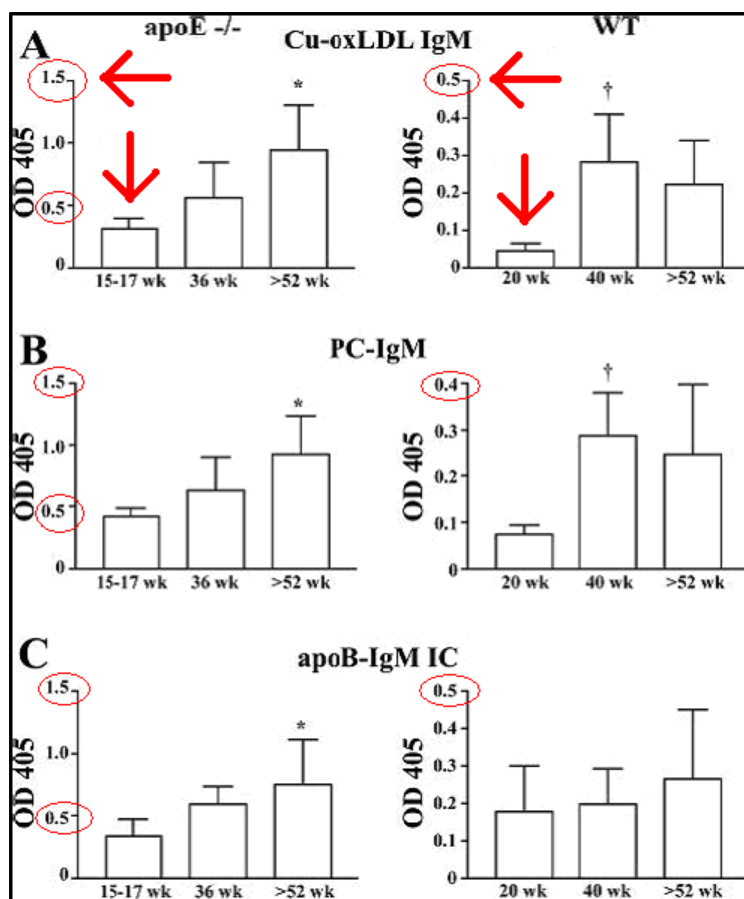 apoE -/- WT
A Cu-oxLDL IgM
OD 405
1.5
1.0
0.5
0
*
15-17 wk 36 wk >52 wk
OD 405
0.5
0.4
0.3
0.2
0.1
0
†
20 wk 40 wk >52 wk
B PC-IgM
OD 405
1.5
1.0
0.5
0
*
15-17 wk 36 wk >52 wk
OD 405
0.4
0.3
0.2
0.1
0
†
20 wk 40 wk >52 wk
C apoB-IgM IC
OD 405
1.5
1.0
0.5
0
*
15-17 wk 36 wk >52 wk
OD 405
0.5
0.4
0.3
0.2
0.1
0
20 wk 40 wk >52 wk